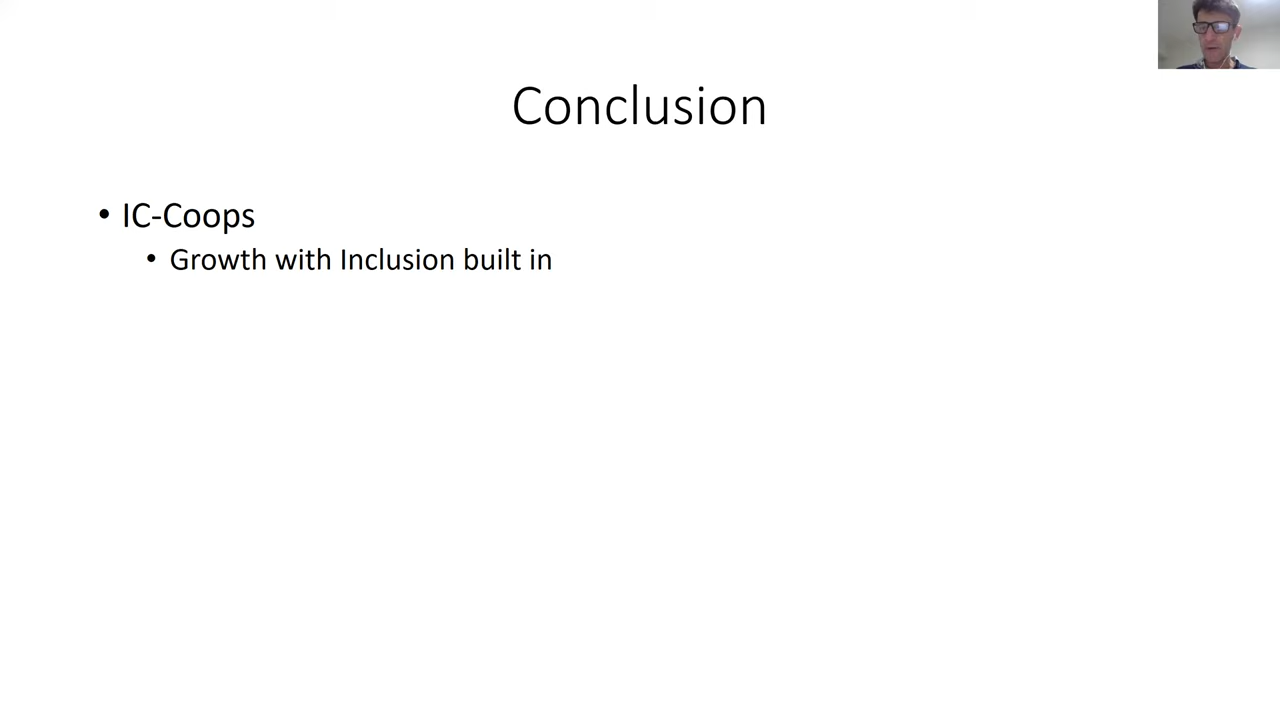 Conclusion
• IC-Coops
• Growth with Inclusion built in